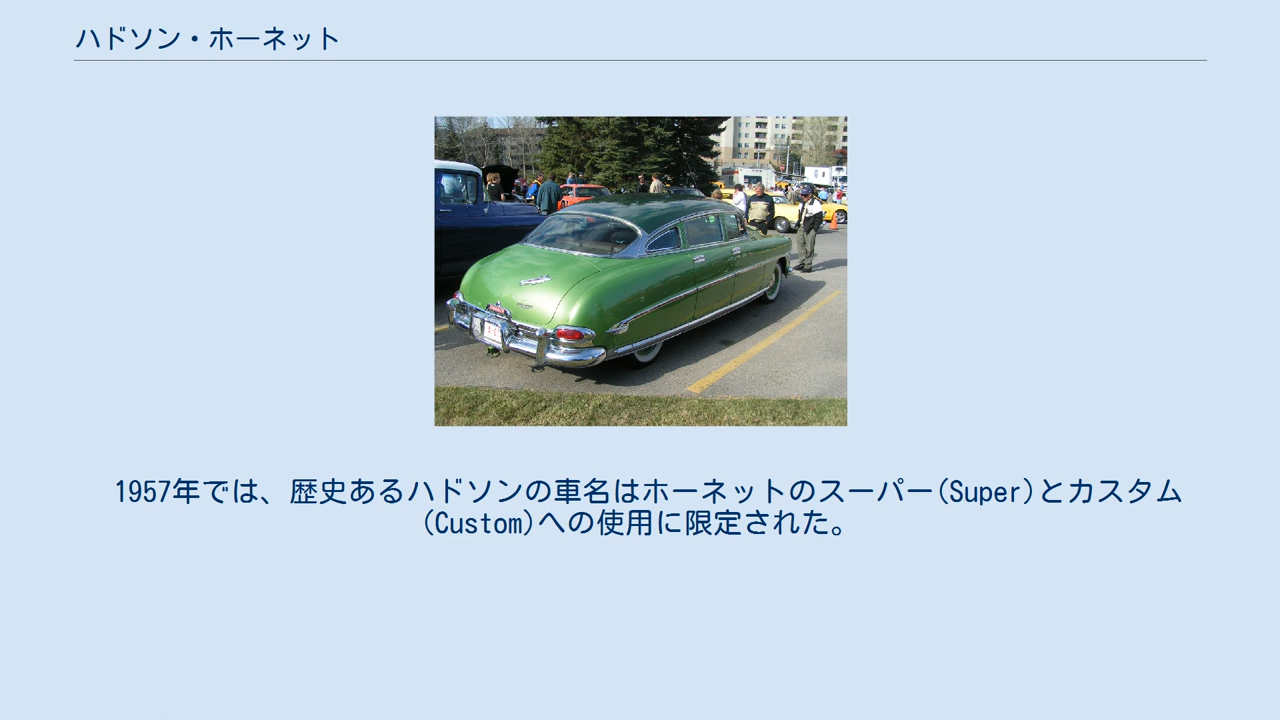 ハドソン・ホーネット
1957年では、歴史あるハドソンの車名はホーネットのスーパー(Super)とカスタム
(Custom)への使用に限定された。